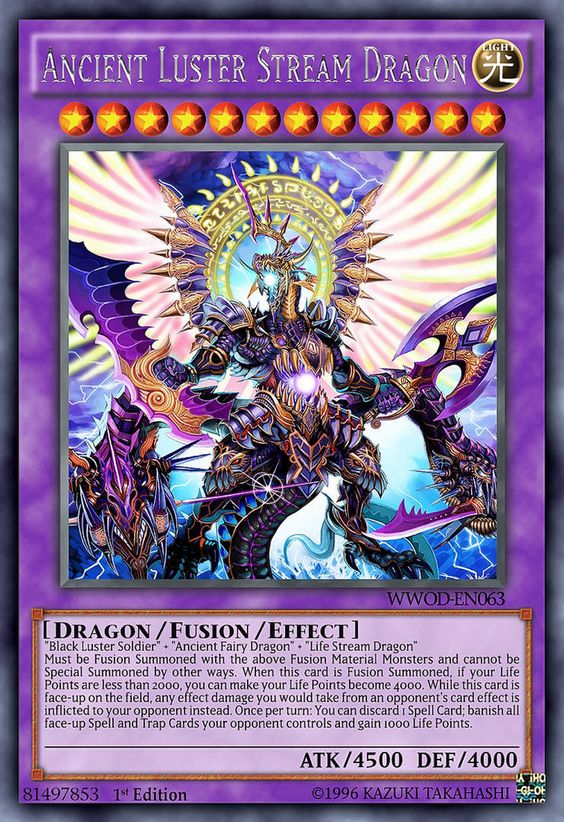 ANCIENT LUSTER STREAM DRAGON
LIGHT
光
WWOD-EN063
[DRAGON/FUSION/EFFECT]
"Black Luster Soldier" + "Ancient Fairy Dragon" + "Life Stream Dragon"
Must be Fusion Summoned with the above Fusion Material Monsters and cannot be
Special Summoned by other ways. When this card is Fusion Summoned, if your Life
Points are less than 2000, you can make your Life Points become 4000. While this card is
face-up on the field, any effect damage you would take from an opponent's card effect is
inflicted to your opponent instead. Once per turn: You can discard 1 Spell Card; banish all
face-up Spell and Trap Cards your opponent controls and gain 1000 Life Points.
ATK/4500 DEF/4000
81497853 1st Edition ©1996 KAZUKI TAKAHASHI